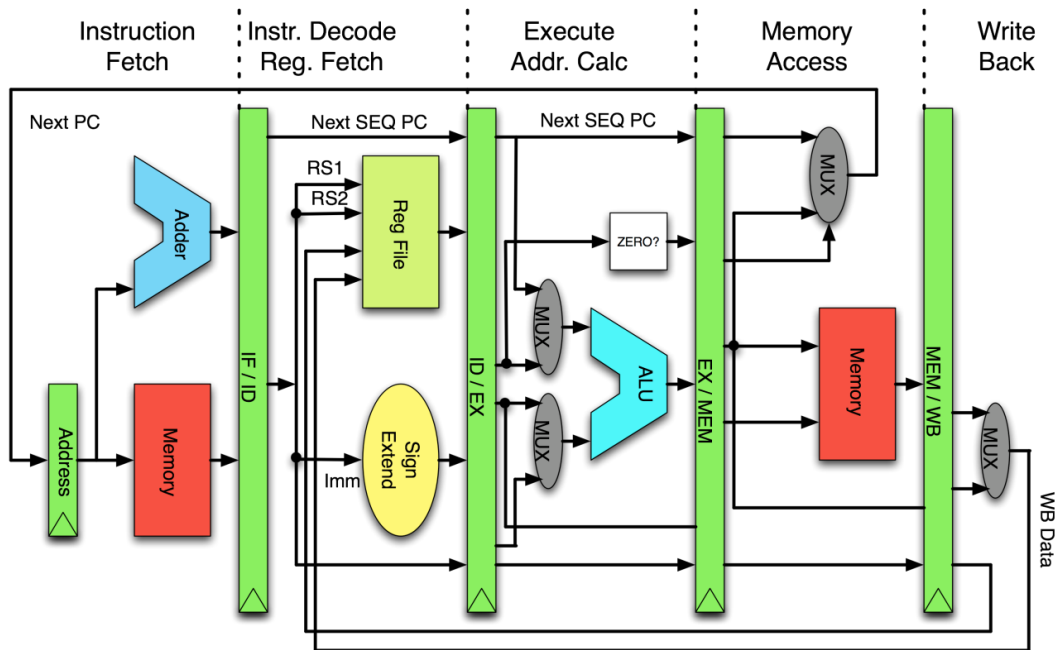 Instruction
Fetch
Instr. Decode
Reg. Fetch
Execute
Addr. Calc
Memory
Access
Write
Back
Next PC
Next SEQ PC
Next SEQ PC
RS1
RS2
Adder
Reg File
ZERO?
MUX
MUX
MUX
MUX
ALU
IF / ID
ID / EX
EX / MEM
MEM / WB
Address
Memory
Sign
Extend
Imm
Memory
WB Data